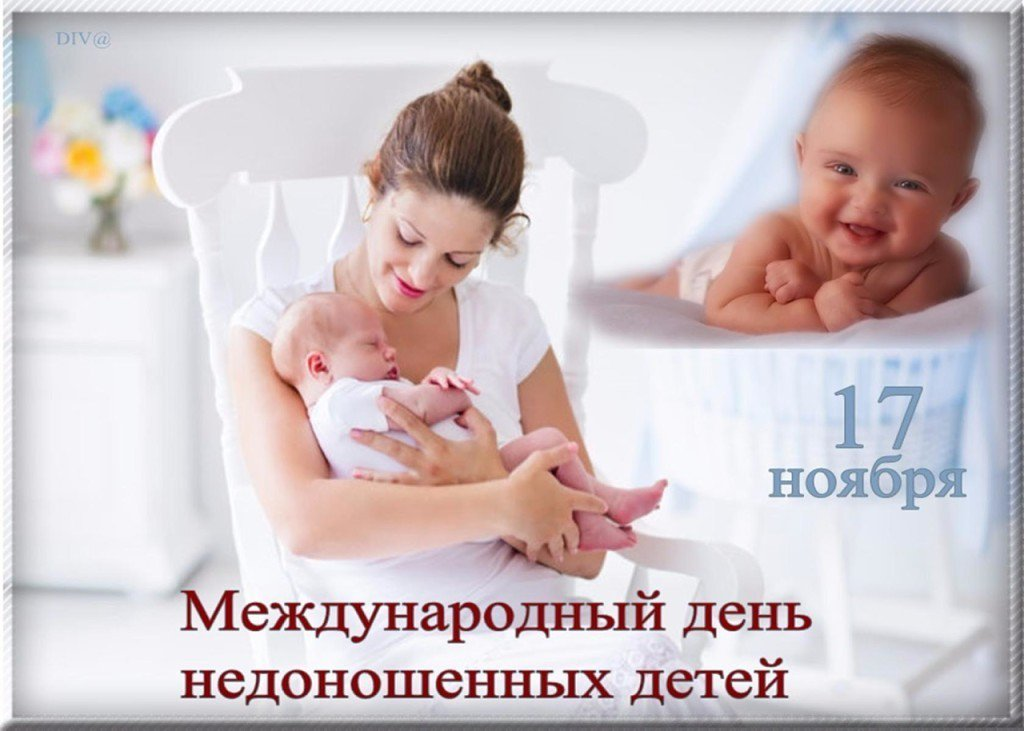 DIV@
17
ноября
Международный день
недоношенных детей